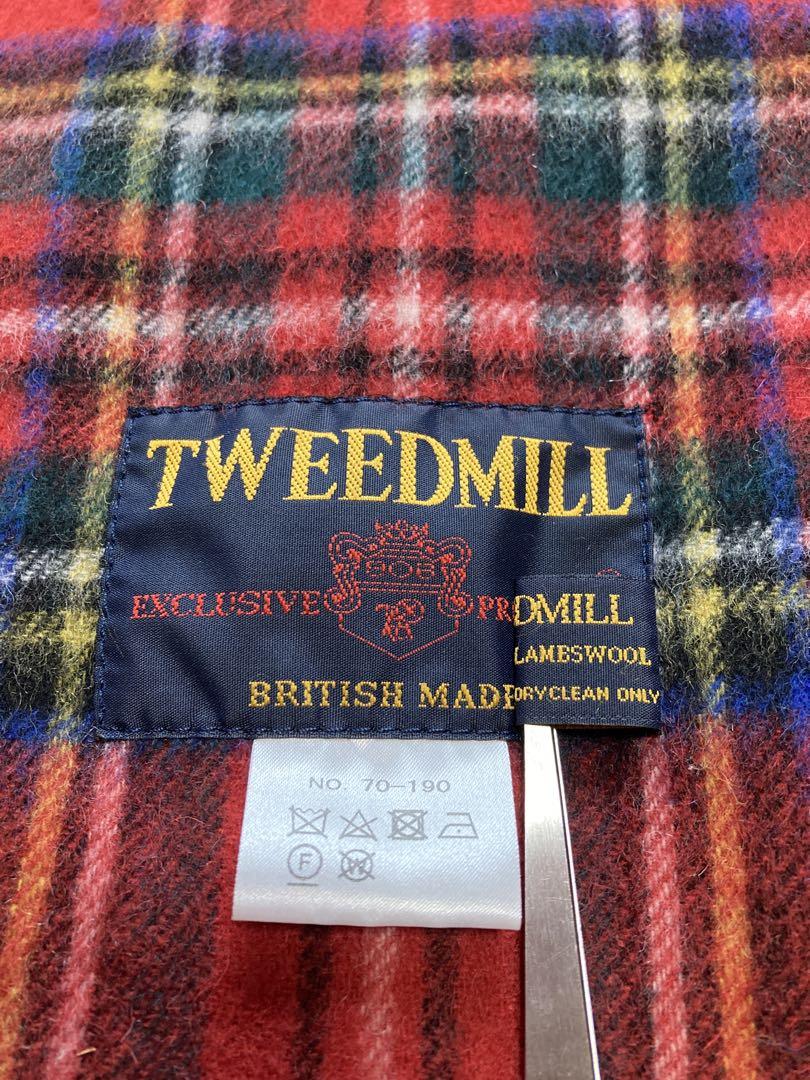 TWEEDMILL
EXCLUSIVE PR
BRITISH MADE
DMILL
LAMBSWOOL
DRYCLEAN ONLY
NO. 70-190
F
W